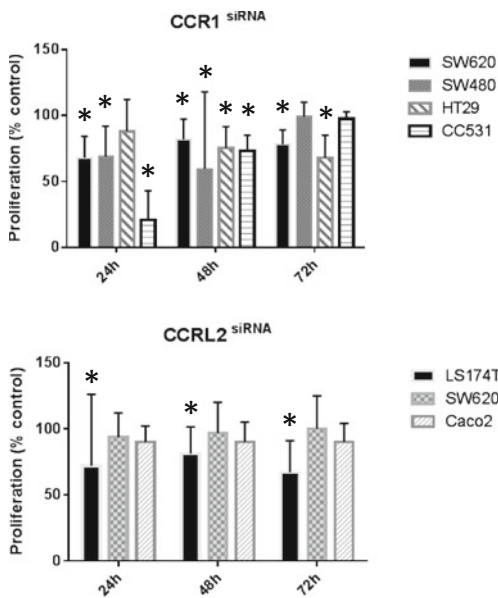 CCR1 siRNA
Proliferation (% control)
150
100
50
0
* * * * * * * * *
24h 48h 72h
SW620
SW480
HT29
CC531
CCRL2 siRNA
Proliferation (% control)
150
100
50
0
* * *
24h 48h 72h
LS174T
SW620
Caco2